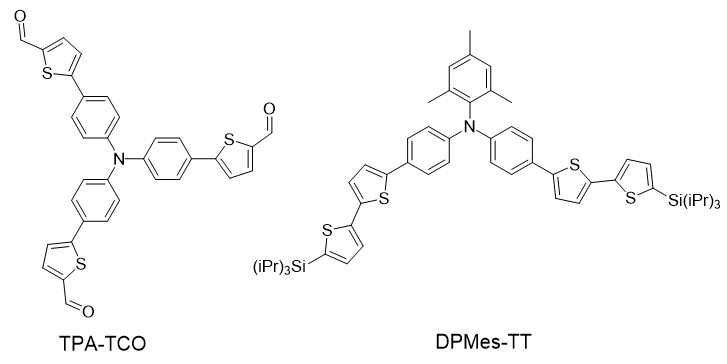 O
S
O
S
N
S
O
TPA-TCO
N
S
S
S
S
Si(iPr)₃
(iPr)₃Si
DPMes-TT